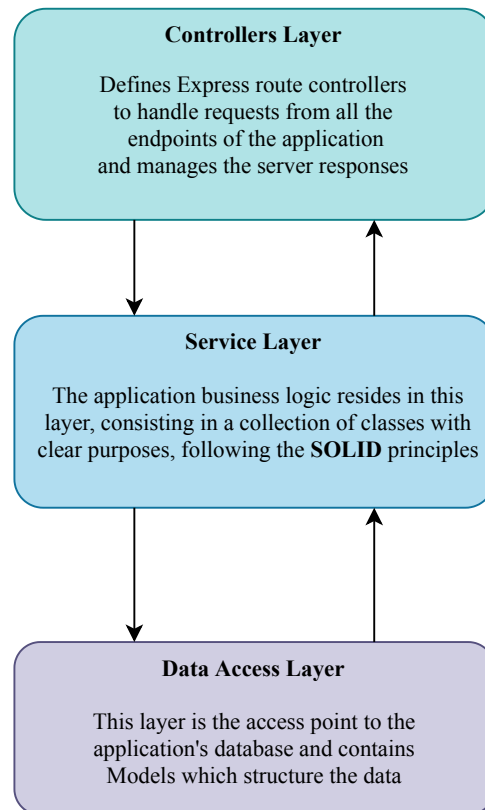 Controllers Layer
Defines Express route controllers
to handle requests from all the
endpoints of the application
and manages the server responses
Service Layer
The application business logic resides in this
layer, consisting in a collection of classes with
clear purposes, following the SOLID principles
Data Access Layer
This layer is the access point to the
application's database and contains
Models which structure the data